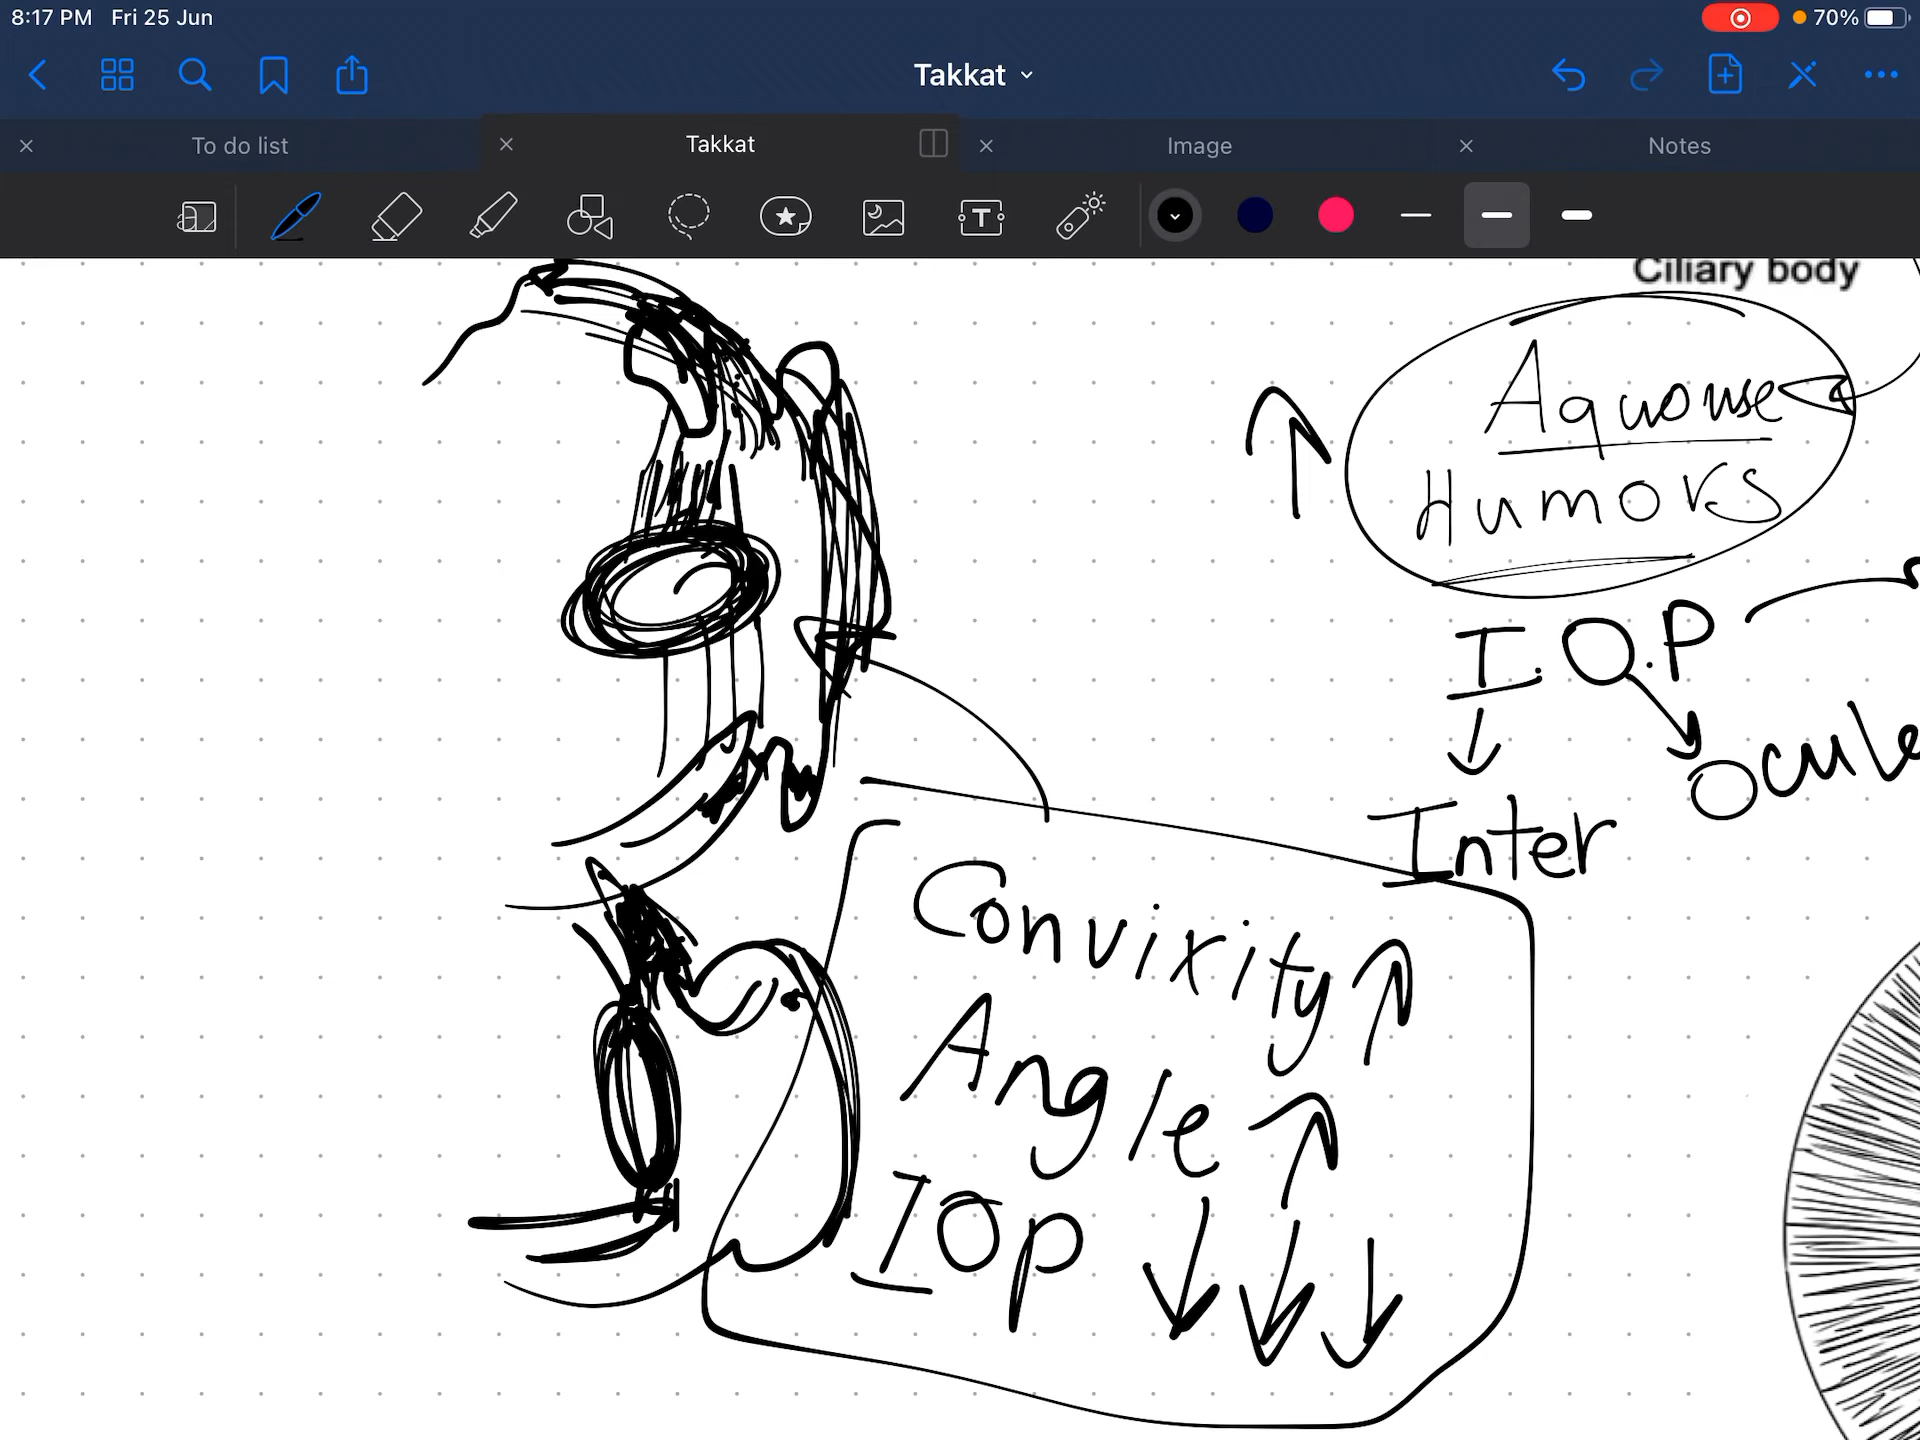 8:17 PM Fri 25 Jun
70%
Takkat
To do list
Takkat
Image
Notes
T
Ciliary body
Aquouse
Humors
I.O.P
Ocule
Inter
Convixity
Angle
IOP